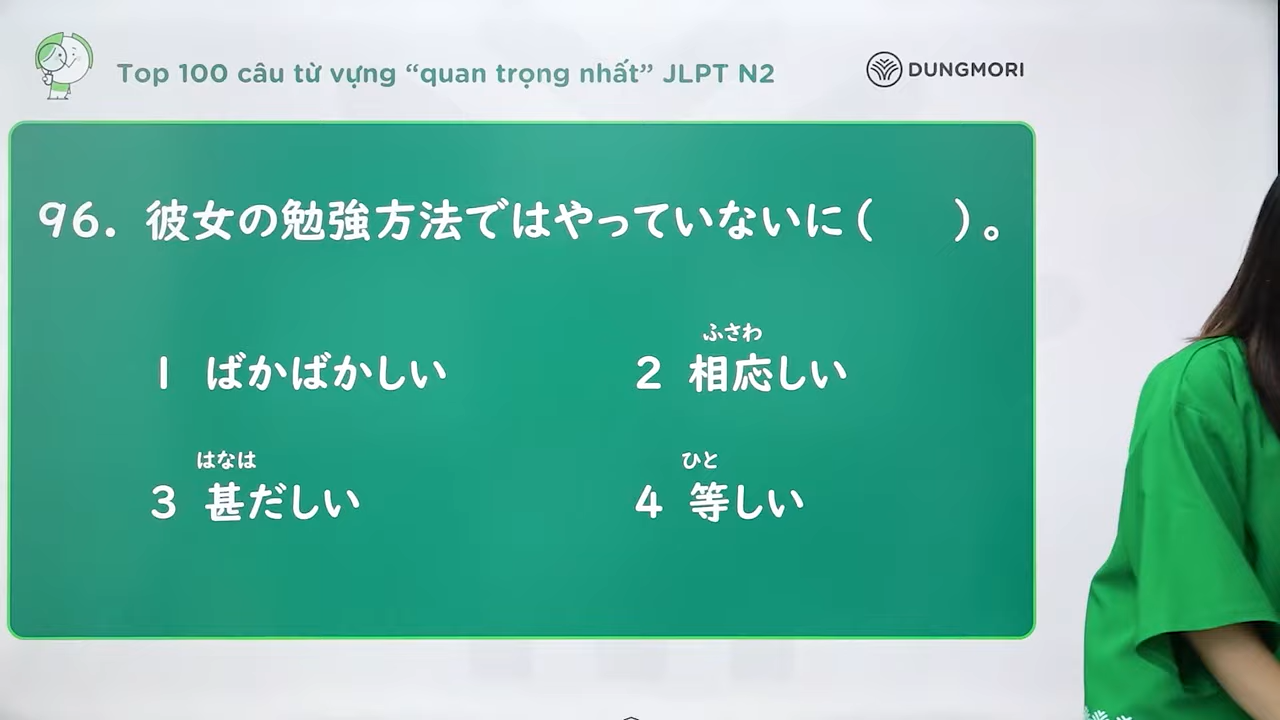 Top 100 câu từ vựng “quan trọng nhất” JLPT N2
DUNGMORI
96. 彼女の勉強方法ではやっていないに(　　)。
1 ばかばかしい
ふさわ
2 相応しい
はなは
3 甚だしい
ひと
4 等しい